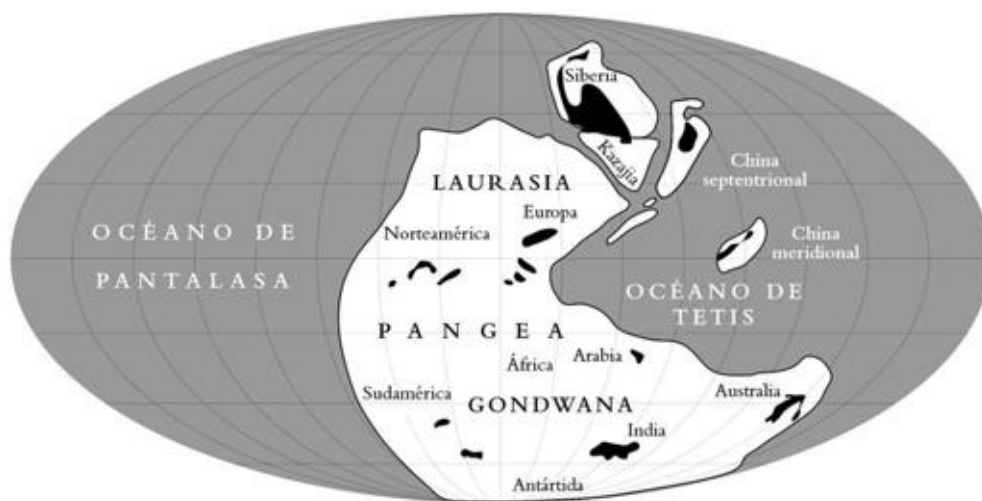 Siberia
Kazajia
China
septentrional
LAURASIA
Europa
Norteamérica
OCÉANO DE
PANTALASA
China
meridional
OCÉANO DE
TETIS
PANGEA
África
Arabia
Sudamérica
GONDWANA
Australia
India
Antártida